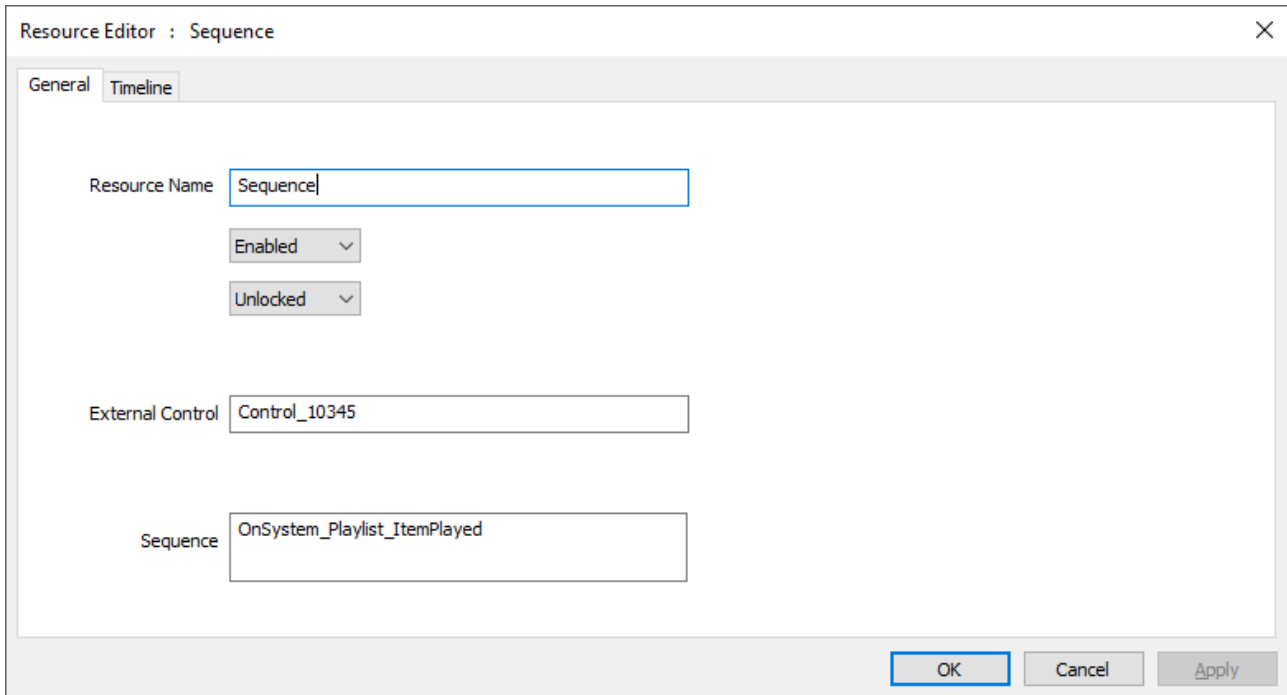 Resource Editor : Sequence
General Timeline
Resource Name Sequence
Enabled
Unlocked
External Control Control_10345
Sequence OnSystem_Playlist_ItemPlayed
OK Cancel Apply